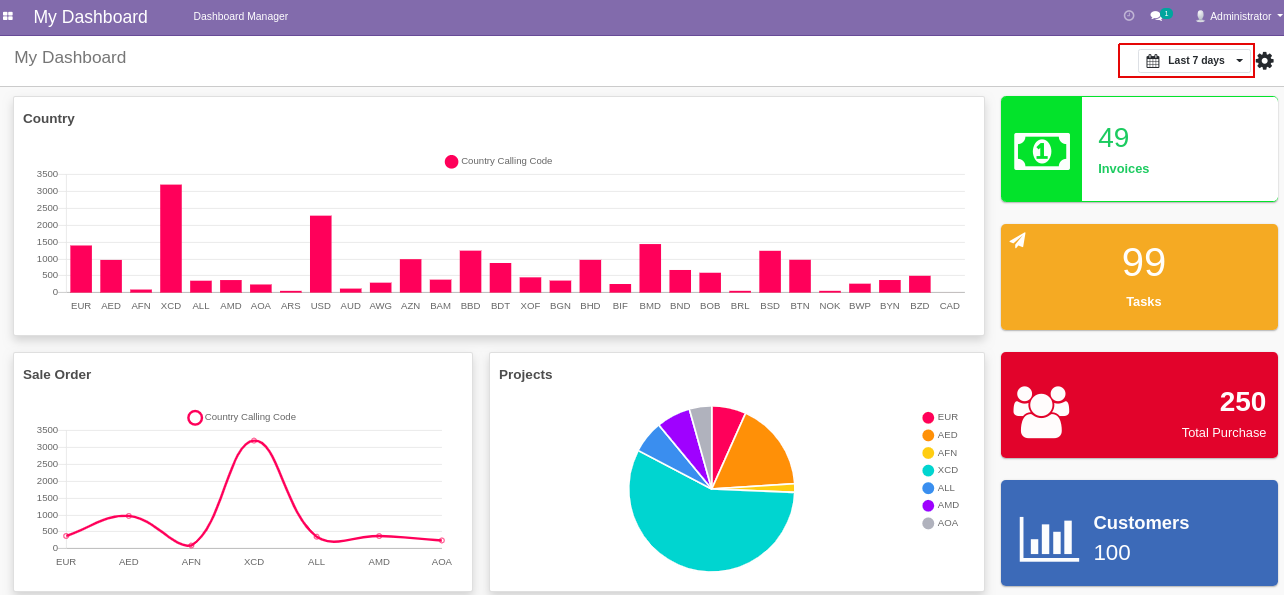 My Dashboard Dashboard Manager 1 Administrator
My Dashboard
Last 7 days
Country
Country Calling Code
3500
3000
2500
2000
1500
1000
500
0
EUR AED AFN XCD ALL AMD AOA ARS USD AUD AWG AZN BAM BBD BDT XOF BGN BHD BIF BMD BND BOB BRL BSD BTN NOK BWP BYN BZD CAD
49
Invoices
99
Tasks
Sale Order
Country Calling Code
3500
3000
2500
2000
1500
1000
500
0
EUR AED AFN XCD ALL AMD AOA
Projects
EUR
AED
AFN
XCD
ALL
AMD
AOA
250
Total Purchase
Customers
100